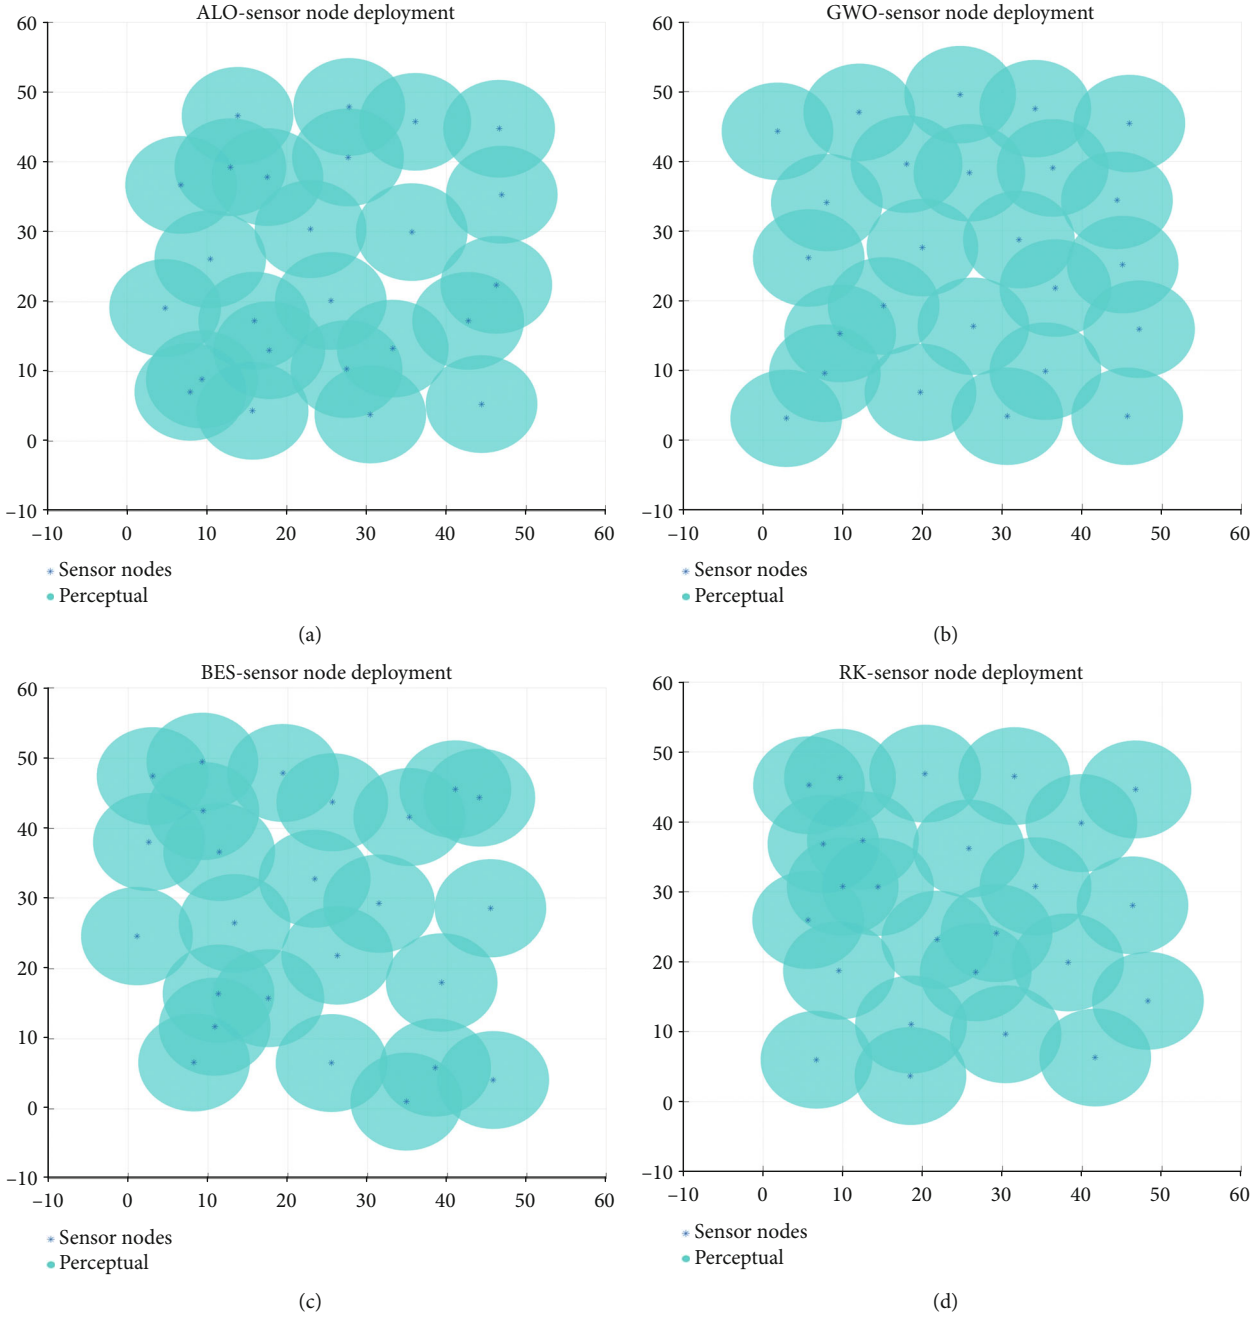 ALO-sensor node deployment
60
50
40
30
20
10
0
−10
−10 0 10 20 30 40 50 60
Sensor nodes
Perceptual
(a)
GWO-sensor node deployment
60
50
40
30
20
10
0
−10
−10 0 10 20 30 40 50 60
Sensor nodes
Perceptual
(b)
BES-sensor node deployment
60
50
40
30
20
10
0
−10
−10 0 10 20 30 40 50 60
Sensor nodes
Perceptual
(c)
RK-sensor node deployment
60
50
40
30
20
10
0
−10
−10 0 10 20 30 40 50 60
Sensor nodes
Perceptual
(d)